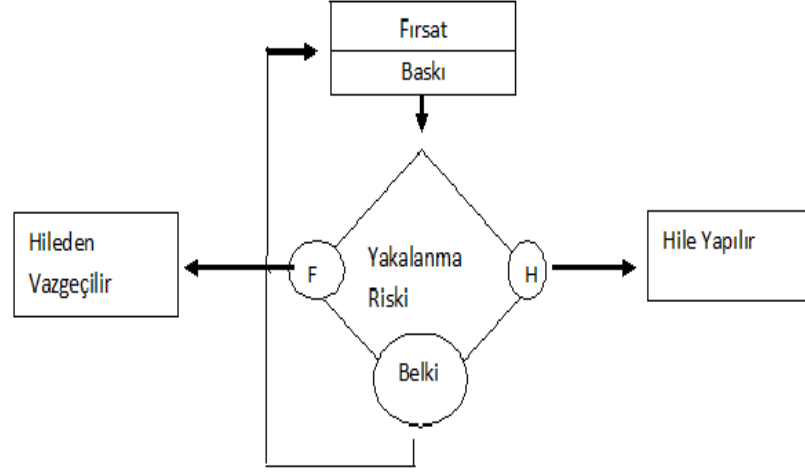 Fırsat
Baskı
Hileden
Vazgeçilir
F
Yakalanma
Riski
H
Hile Yapılır
Belki